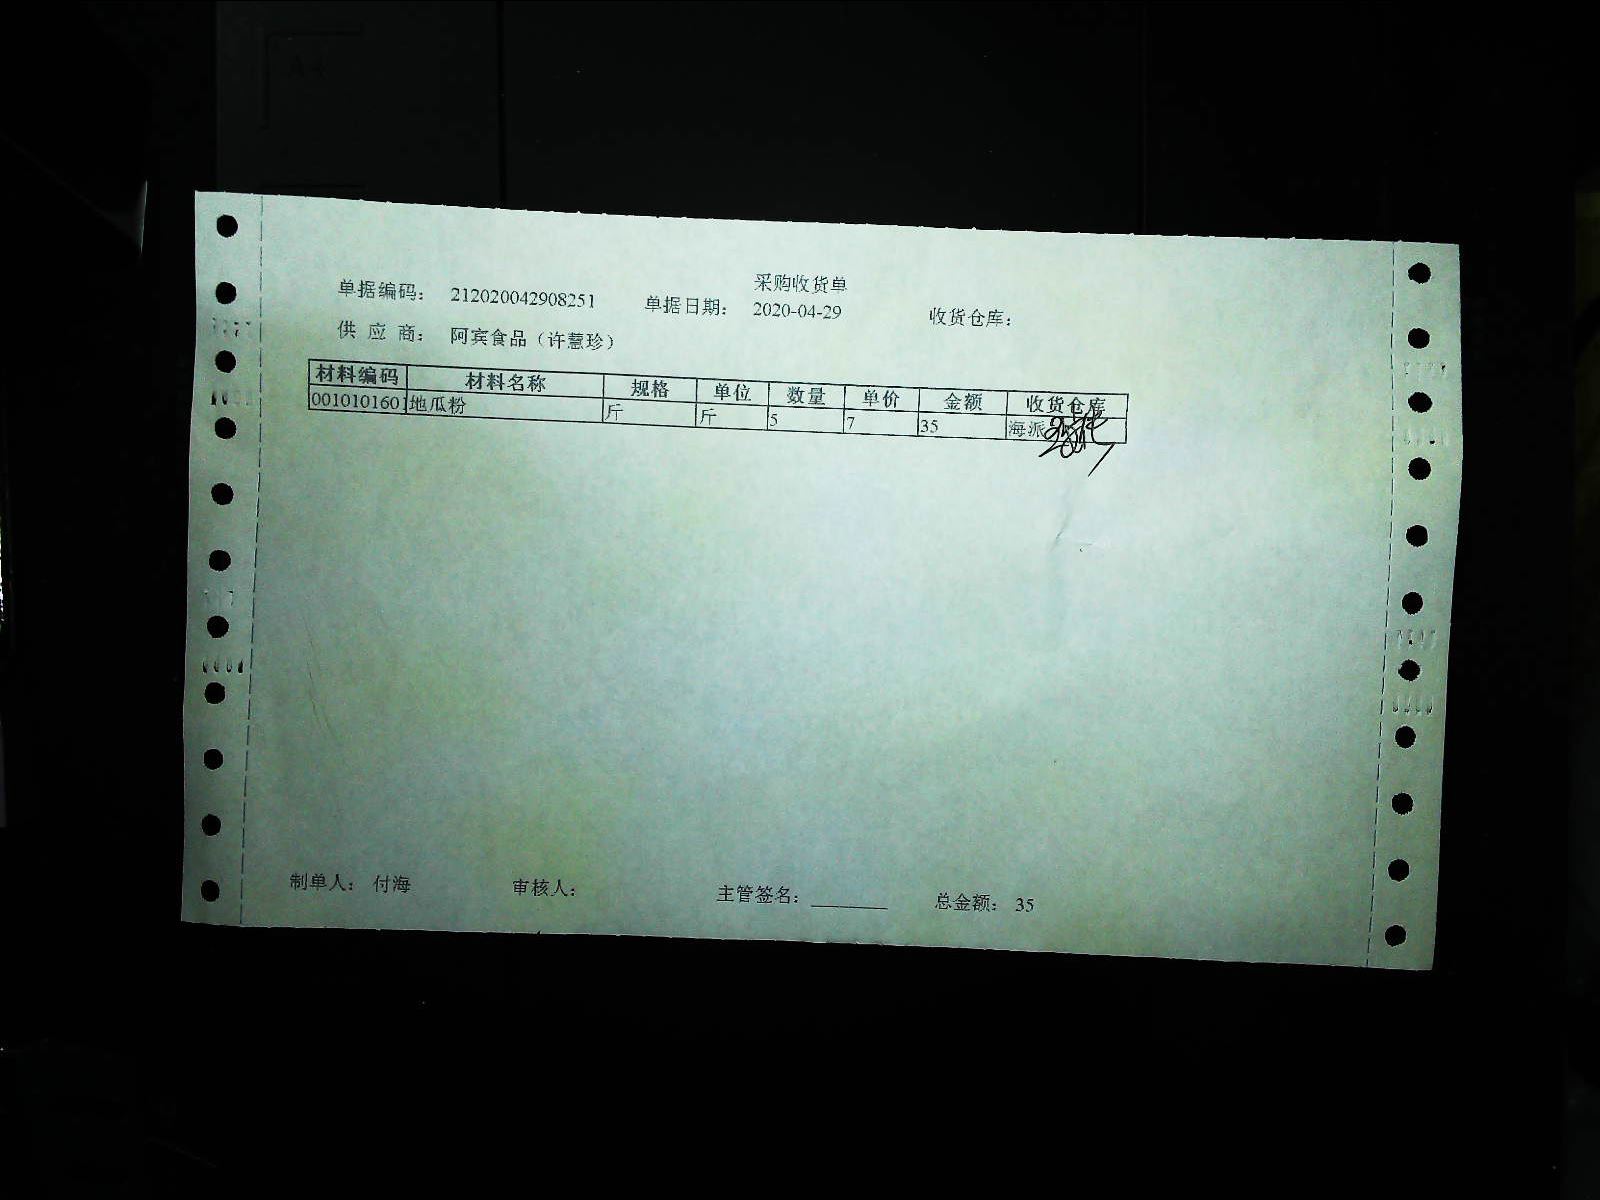 采购收货单
单据编码： 212020042908251 单据日期： 2020-04-29 收货仓库：
供 应 商： 阿宾食品（许慧珍）
材料编码 材料名称 规格 单位 数量 单价 金额 收货仓库
001010160 地瓜粉 斤 斤 5 7 35 海派
制单人： 付海 审核人： 主管签名：________ 总金额： 35